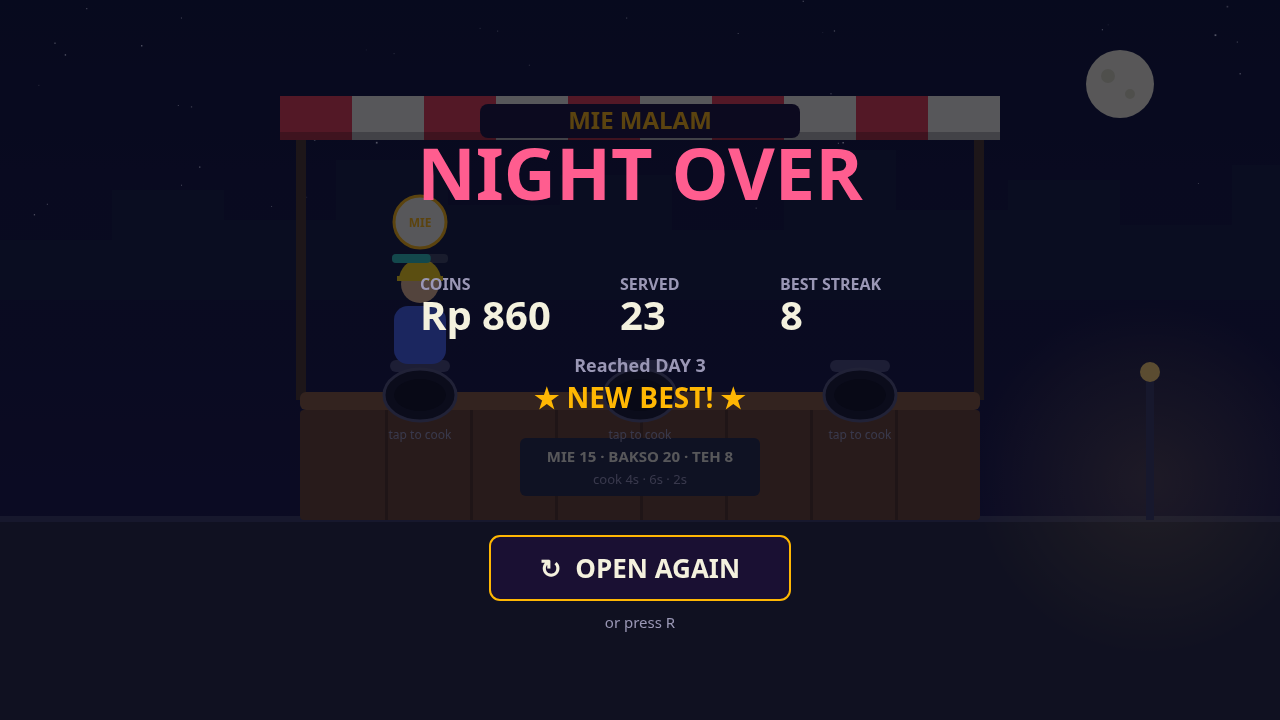 MIE MALAM
NIGHT OVER
MIE
COINS
Rp 860
SERVED
23
BEST STREAK
8
Reached DAY 3
★ NEW BEST! ★
tap to cook
tap to cook
tap to cook
MIE 15 · BAKSO 20 · TEH 8
cook 4s · 6s · 2s
↻ OPEN AGAIN
or press R